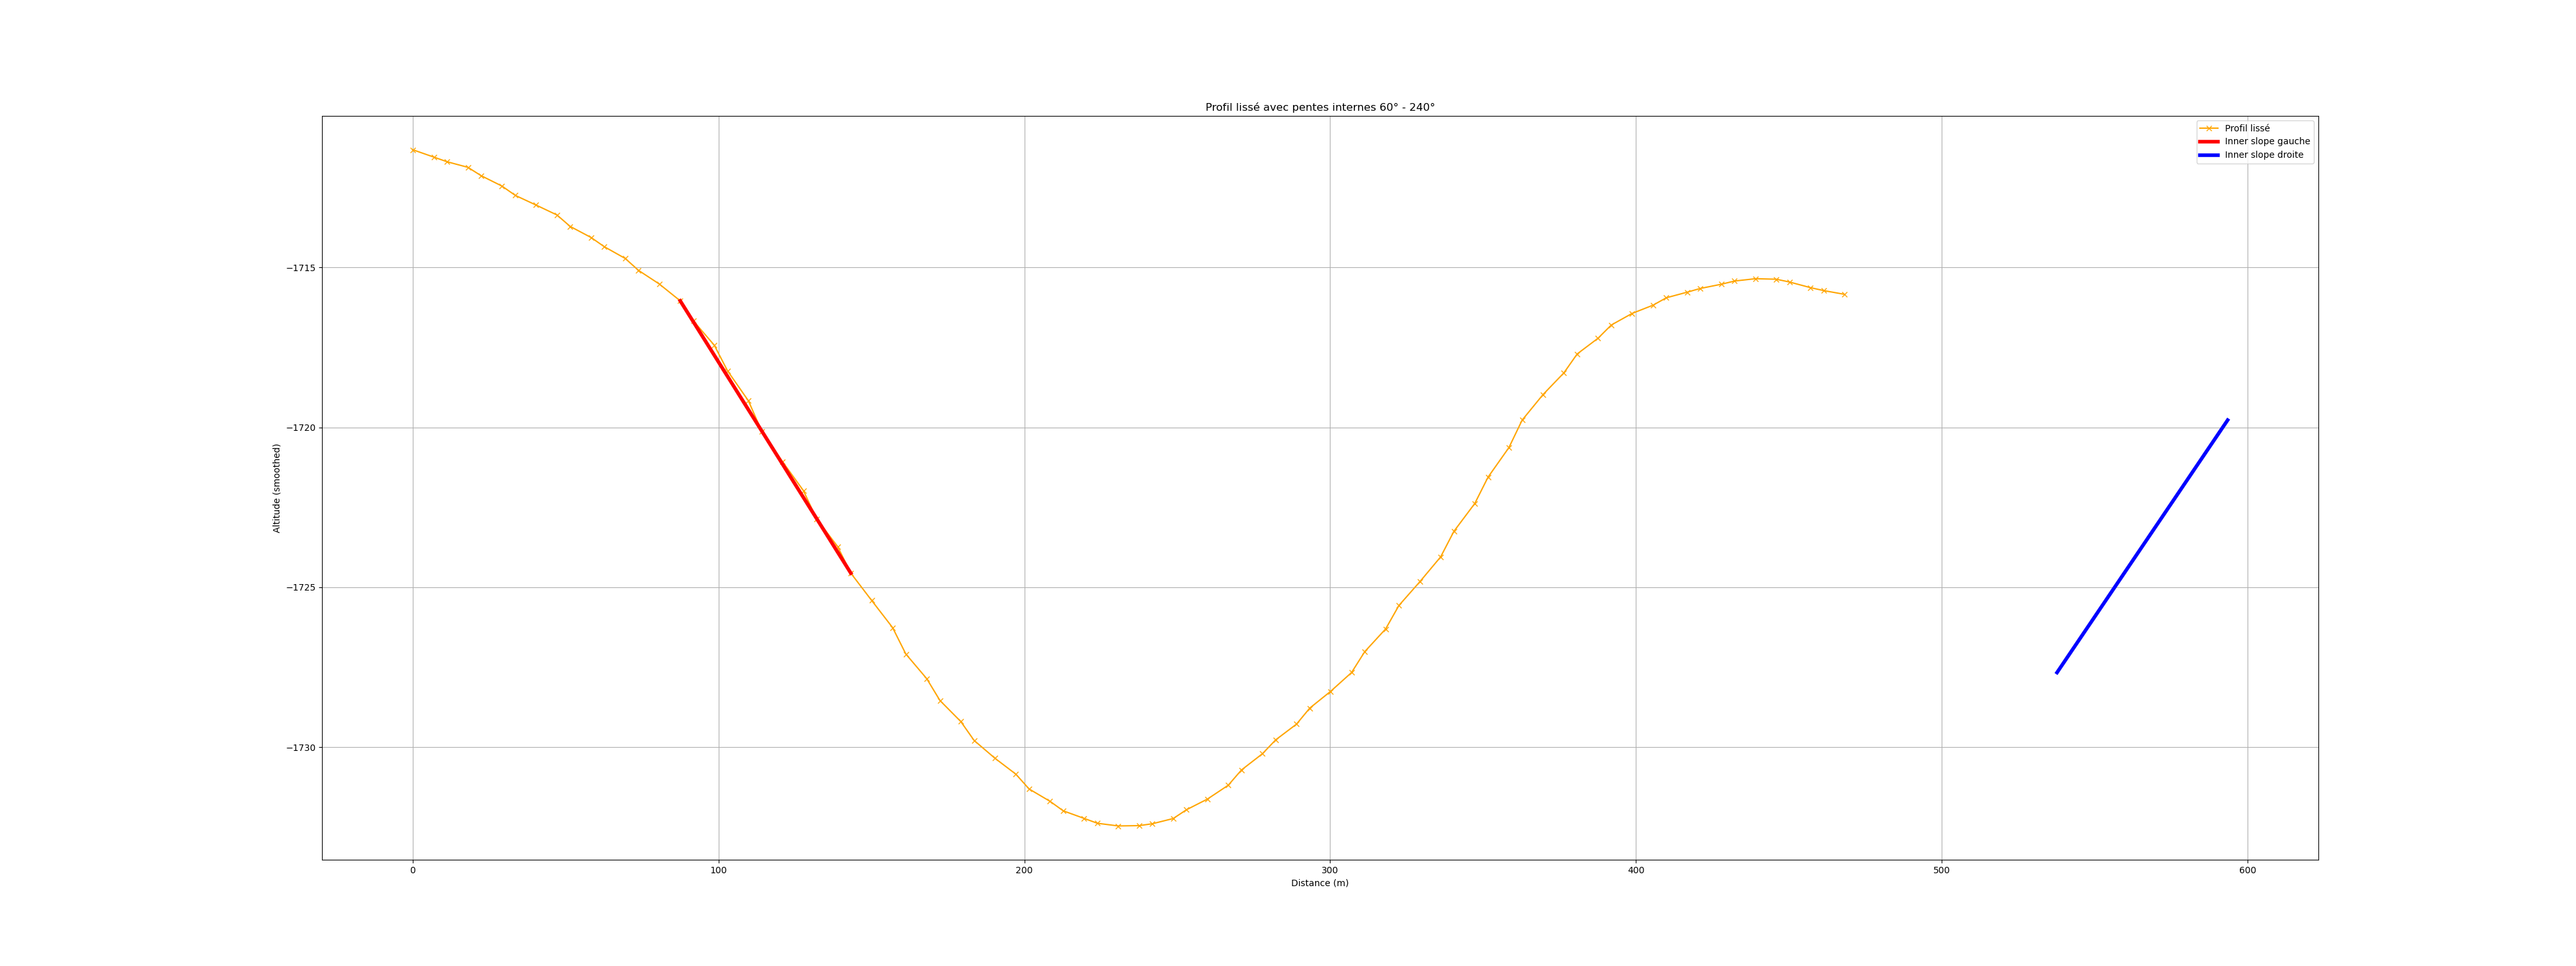 Profil lissé avec pentes internes 60° - 240°
Profil lissé
Inner slope gauche
Inner slope droite
−1715
−1720
−1725
−1730
Altitude (smoothed)
0 100 200 300 400 500 600
Distance (m)